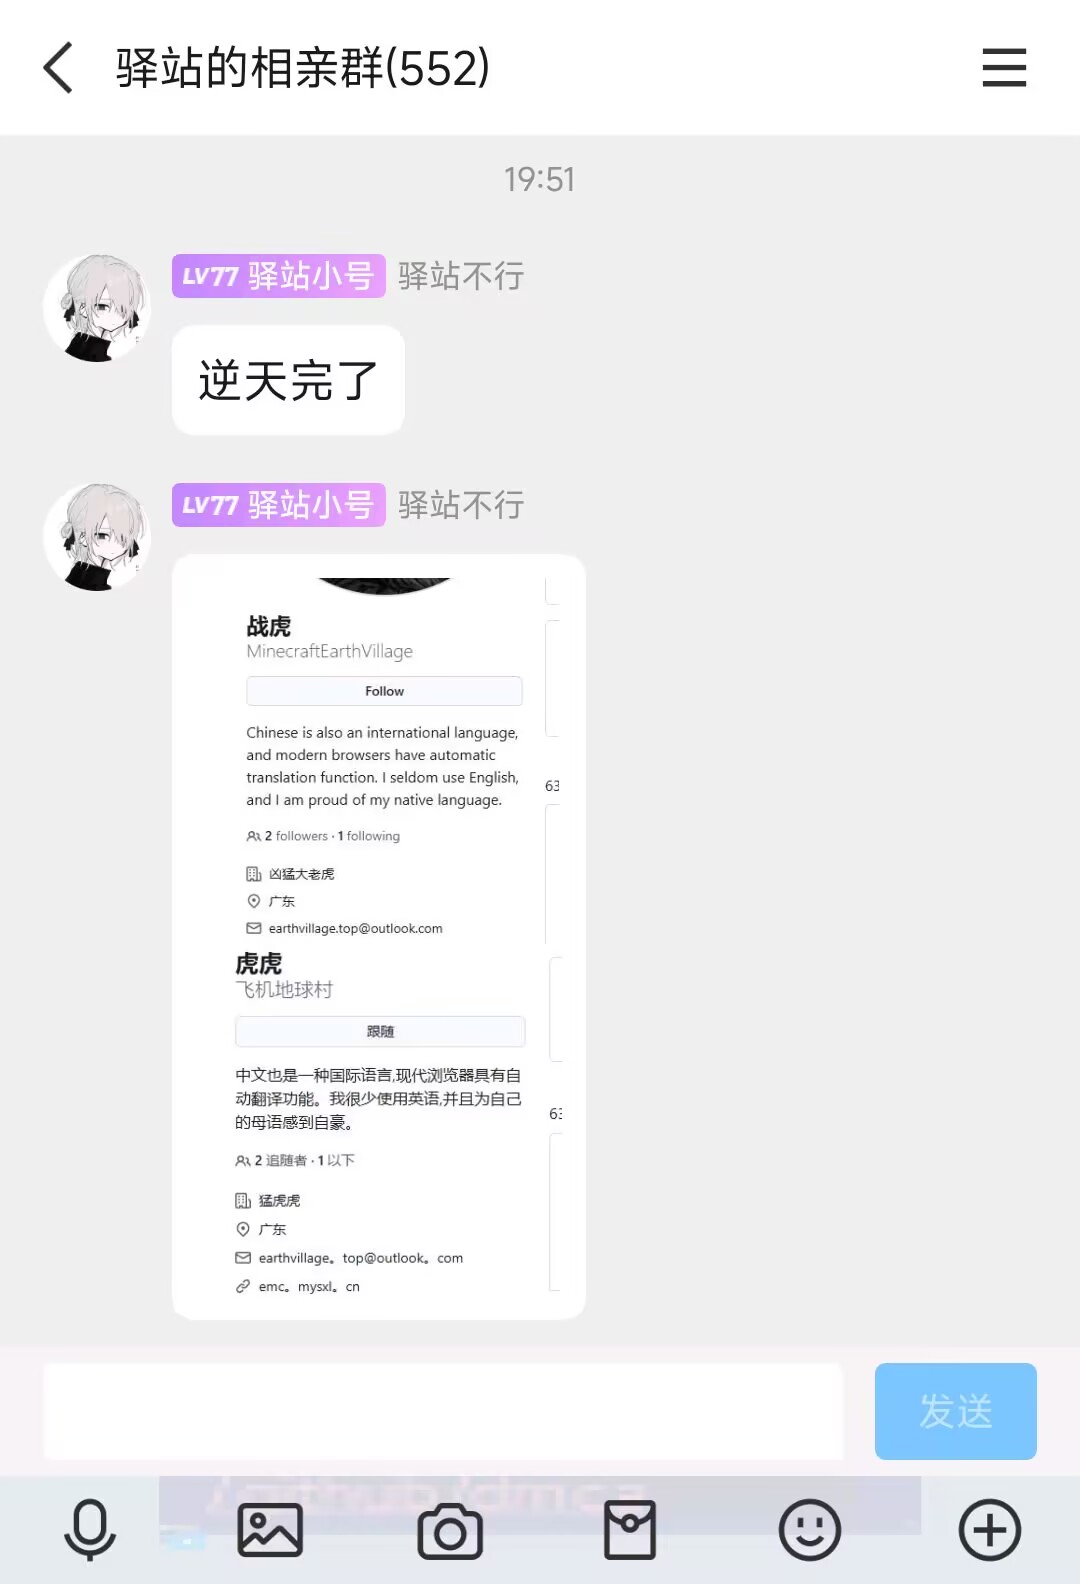 驿站的相亲群(552)
19:51
LV77 驿站小号 驿站不行
逆天完了
LV77 驿站小号 驿站不行
战虎
MinecraftEarthVillage
Follow
Chinese is also an international language,
and modern browsers have automatic
translation function. I seldom use English,
and I am proud of my native language.
63
2 followers · 1 following
凶猛大老虎
广东
earthvillage.top@outlook.com
虎虎
飞机地球村
跟随
中文也是一种国际语言,现代浏览器具有自
动翻译功能。我很少使用英语,并且为自己
的母语感到自豪。
63
2 追随者 · 1 以下
猛虎虎
广东
earthvillage。top@outlook。com
emc。mysxl。cn
发送
/github/dmca